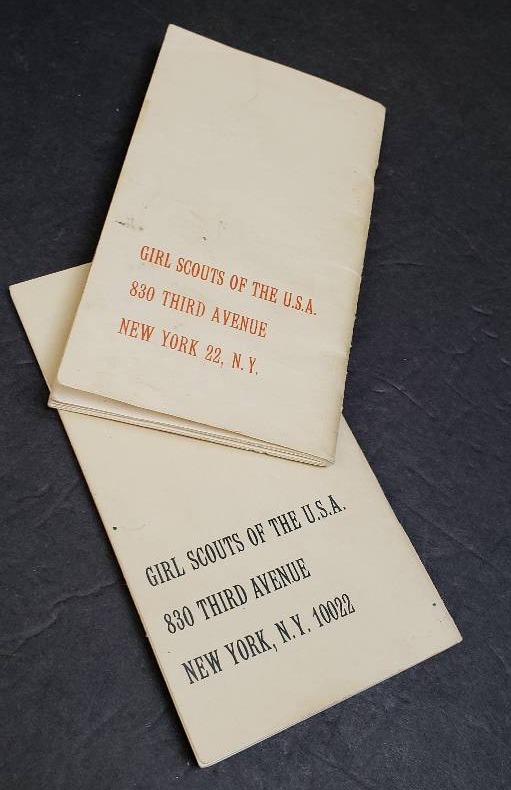 GIRL SCOUTS OF THE U.S.A.
830 THIRD AVENUE
NEW YORK 22, N.Y.
GIRL SCOUTS OF THE U.S.A.
830 THIRD AVENUE
NEW YORK, N.Y. 10022